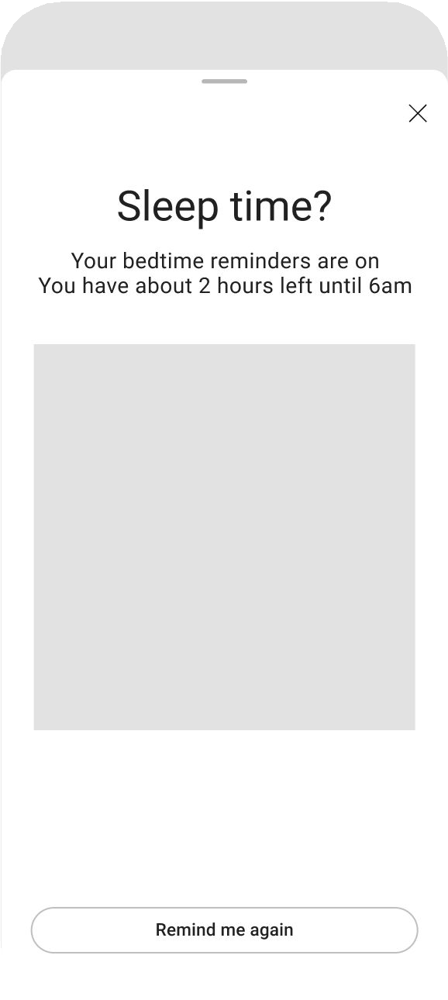 Sleep time?
Your bedtime reminders are on
You have about 2 hours left until 6am
Remind me again